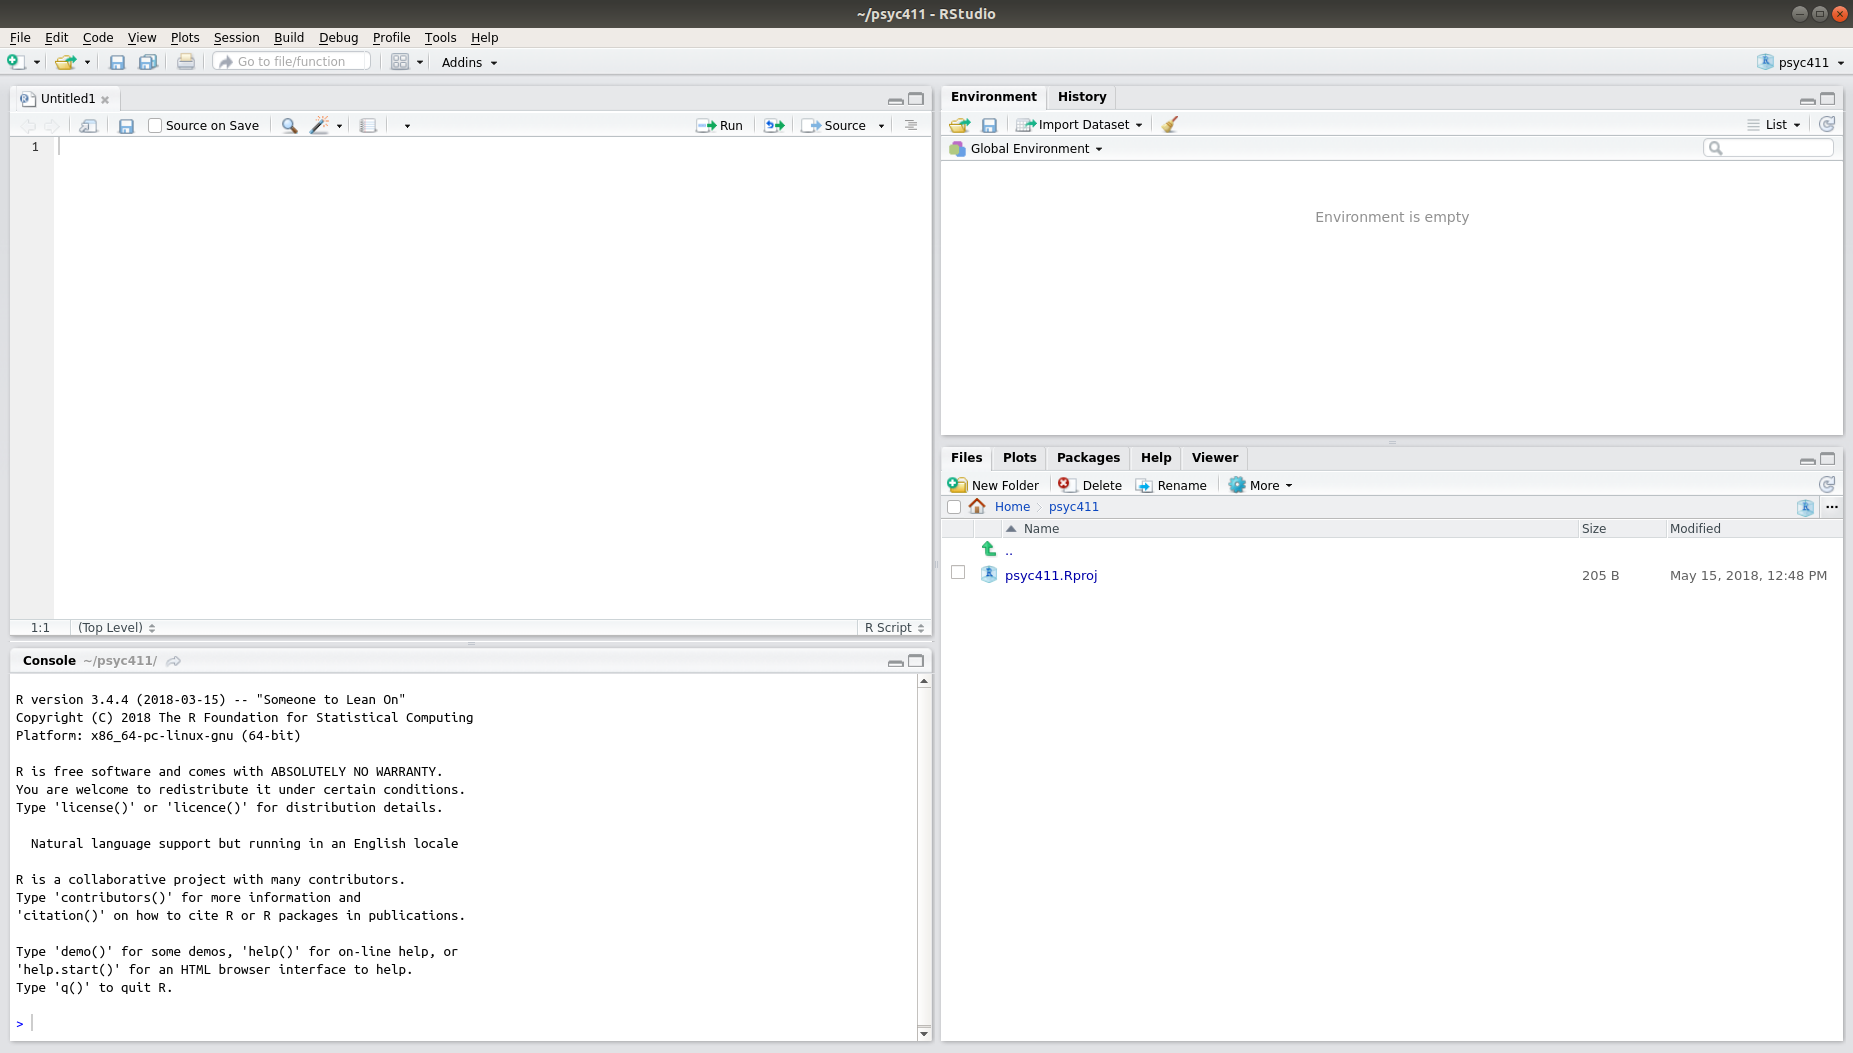 ~/psyc411 - RStudio
File Edit Code View Plots Session Build Debug Profile Tools Help
Go to file/function Addins psyc411
Untitled1
Source on Save Run Source
1
1:1 (Top Level) R Script
Console ~/psyc411/
R version 3.4.4 (2018-03-15) -- "Someone to Lean On"
Copyright (C) 2018 The R Foundation for Statistical Computing
Platform: x86_64-pc-linux-gnu (64-bit)
R is free software and comes with ABSOLUTELY NO WARRANTY.
You are welcome to redistribute it under certain conditions.
Type 'license()' or 'licence()' for distribution details.
Natural language support but running in an English locale
R is a collaborative project with many contributors.
Type 'contributors()' for more information and
'citation()' on how to cite R or R packages in publications.
Type 'demo()' for some demos, 'help()' for on-line help, or
'help.start()' for an HTML browser interface to help.
Type 'q()' to quit R.
>
Environment History
Import Dataset List
Global Environment
Environment is empty
Files Plots Packages Help Viewer
New Folder Delete Rename More
Home psyc411 ...
Name Size Modified
..
psyc411.Rproj 205 B May 15, 2018, 12:48 PM